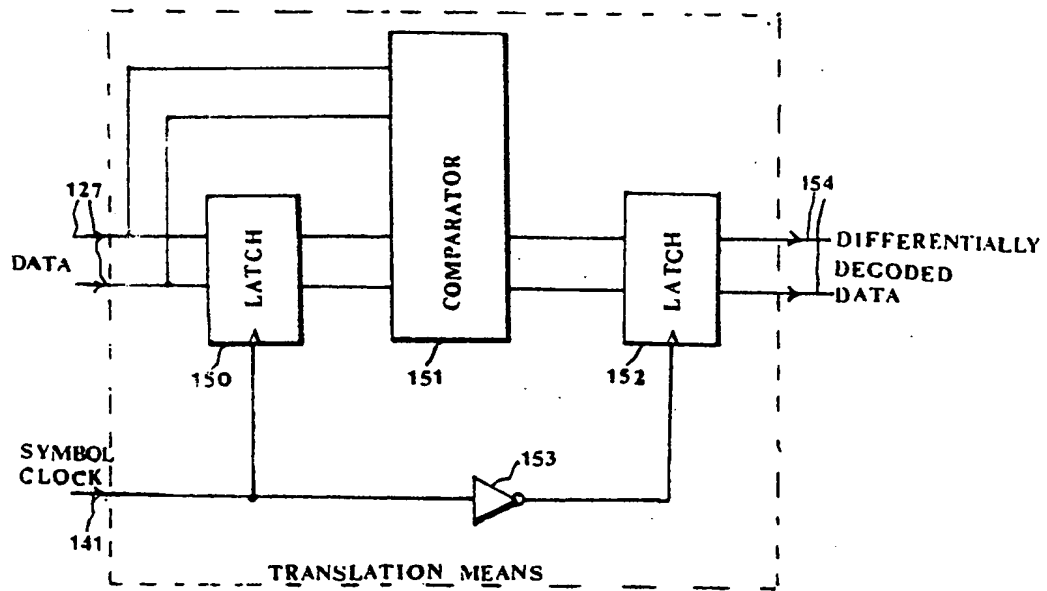 127
DATA
LATCH
150
COMPARATOR
151
LATCH
152
154
DIFFERENTIALLY
DECODED
DATA
SYMBOL
CLOCK
141
153
TRANSLATION MEANS